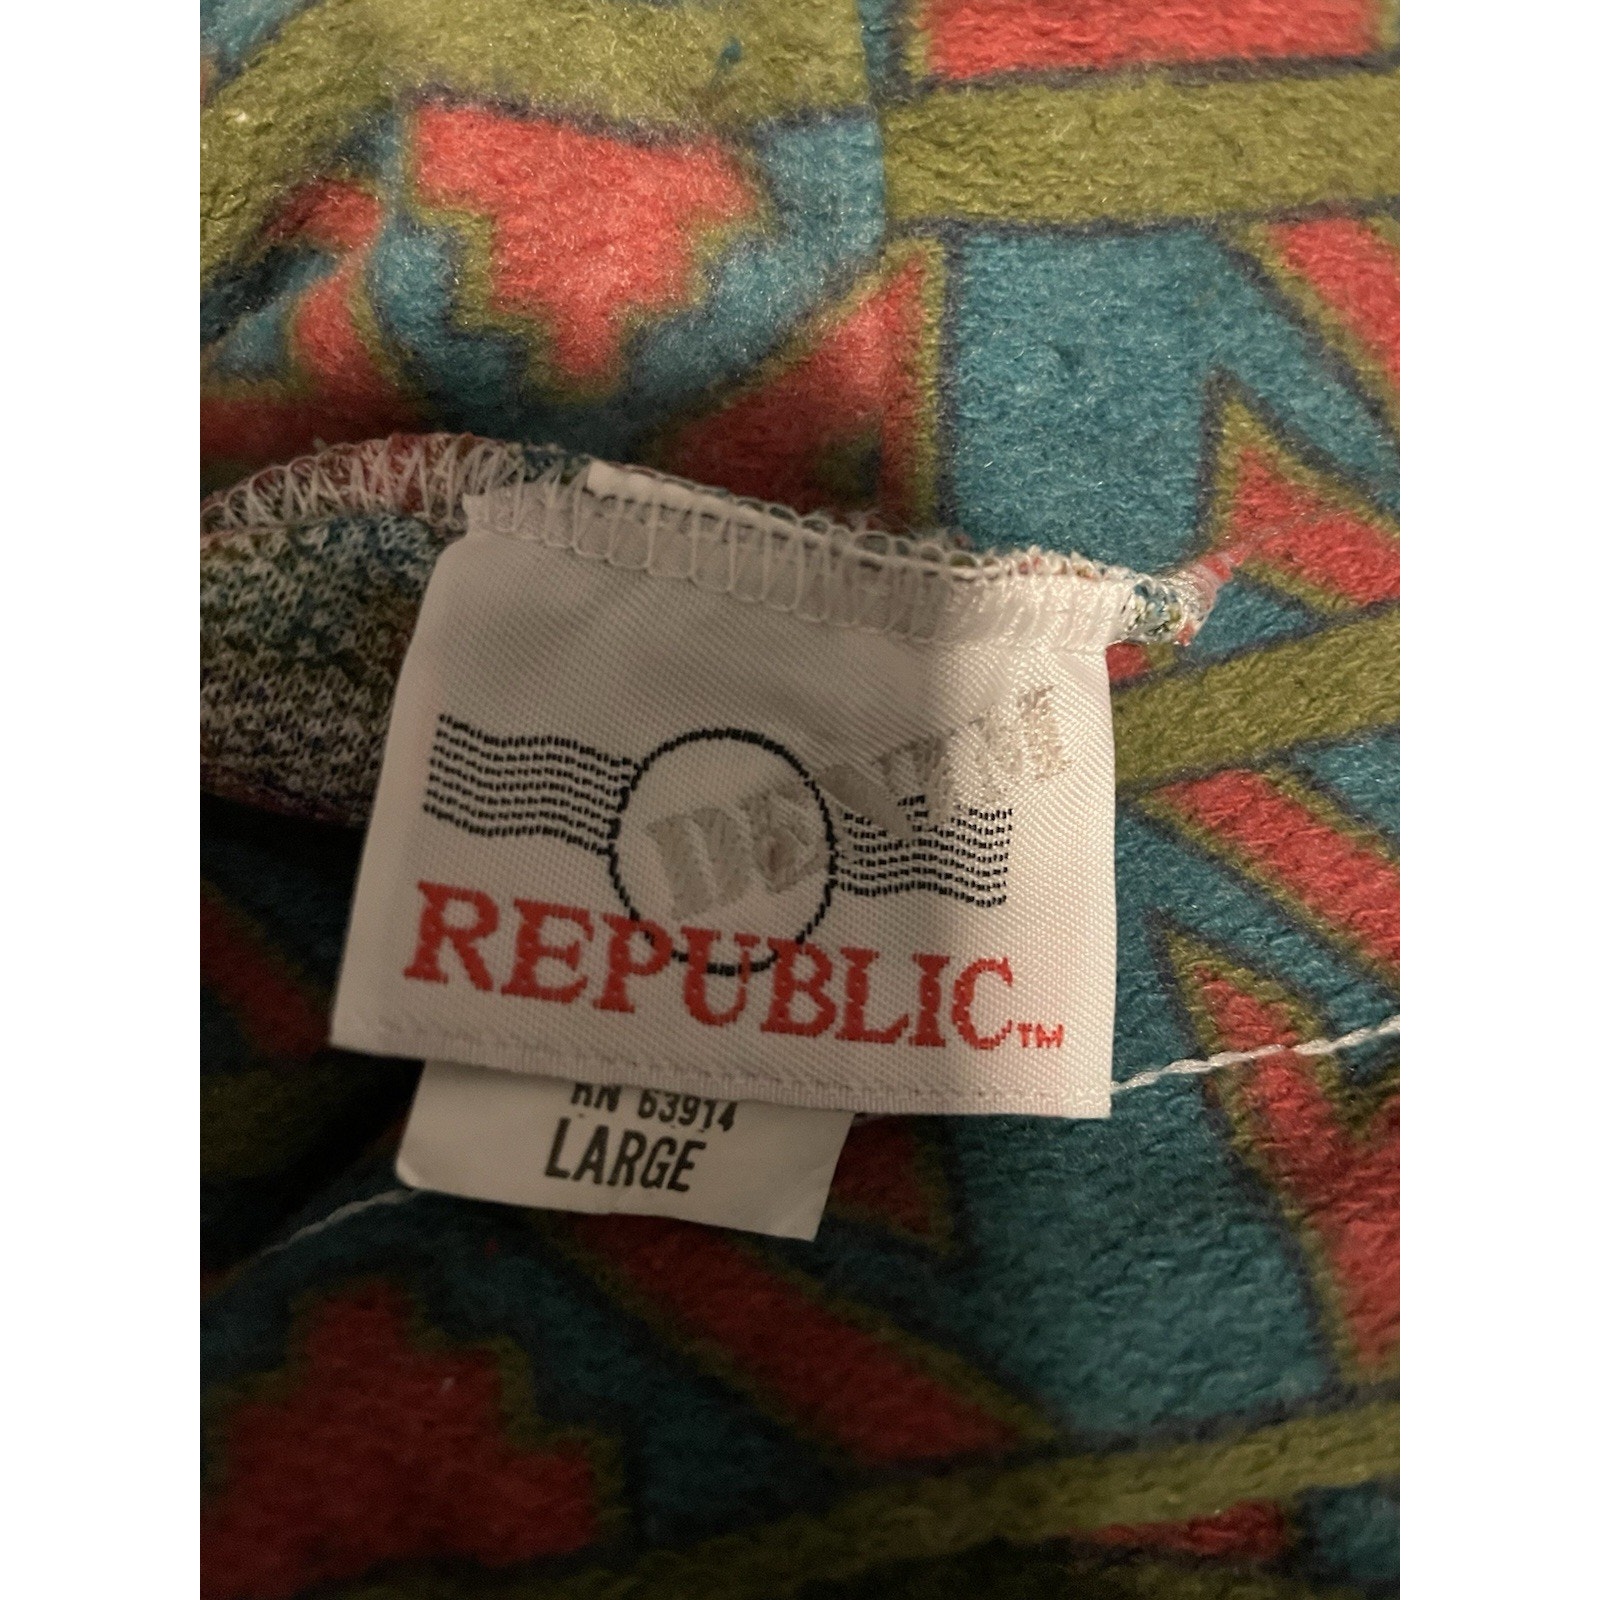 DENIM
REPUBLIC™
RN 63914
LARGE